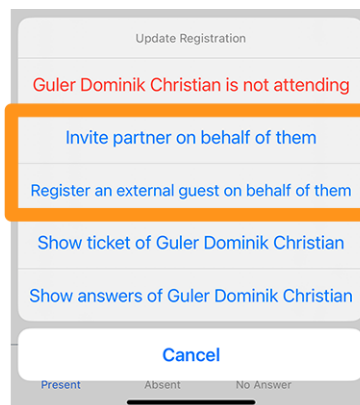 Update Registration
Guler Dominik Christian is not attending
Invite partner on behalf of them
Register an external guest on behalf of them
Show ticket of Guler Dominik Christian
Show answers of Guler Dominik Christian
Cancel
Present Absent No Answer